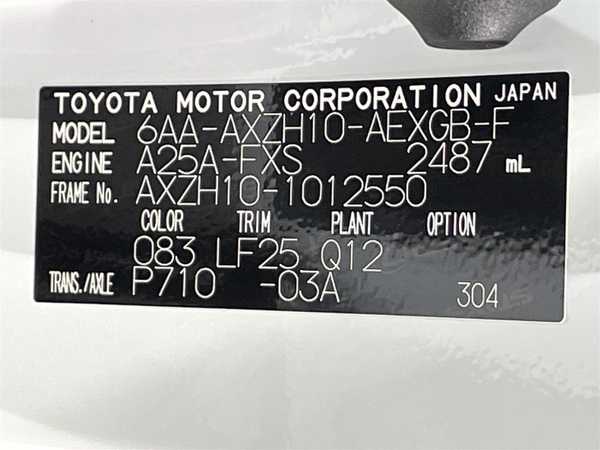 TOYOTA MOTOR CORPORATION JAPAN
MODEL 6AA-AXZH10-AEXGB-F
ENGINE A25A-FXS 2487 mL
FRAME No. AXZH10-1012550
COLOR TRIM PLANT OPTION
083 LF25 Q12
TRANS./AXLE P710 -03A 304